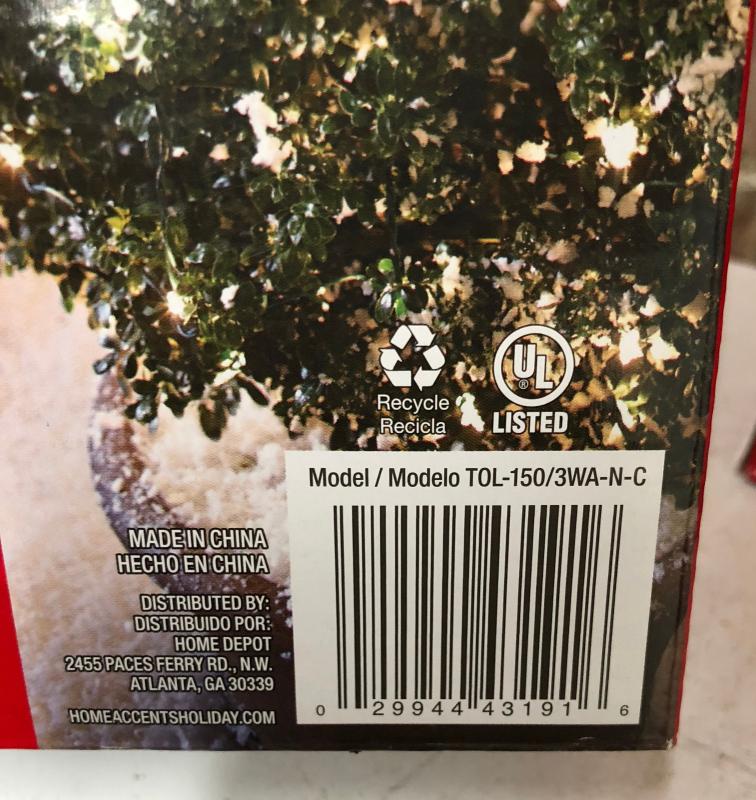 Recycle
Recicla
UL
®
LISTED
Model / Modelo TOL-150/3WA-N-C
0 29944 43191 6
MADE IN CHINA
HECHO EN CHINA
DISTRIBUTED BY:
DISTRIBUIDO POR:
HOME DEPOT
2455 PACES FERRY RD., N.W.
ATLANTA, GA 30339
HOMEACCENTSHOLIDAY.COM